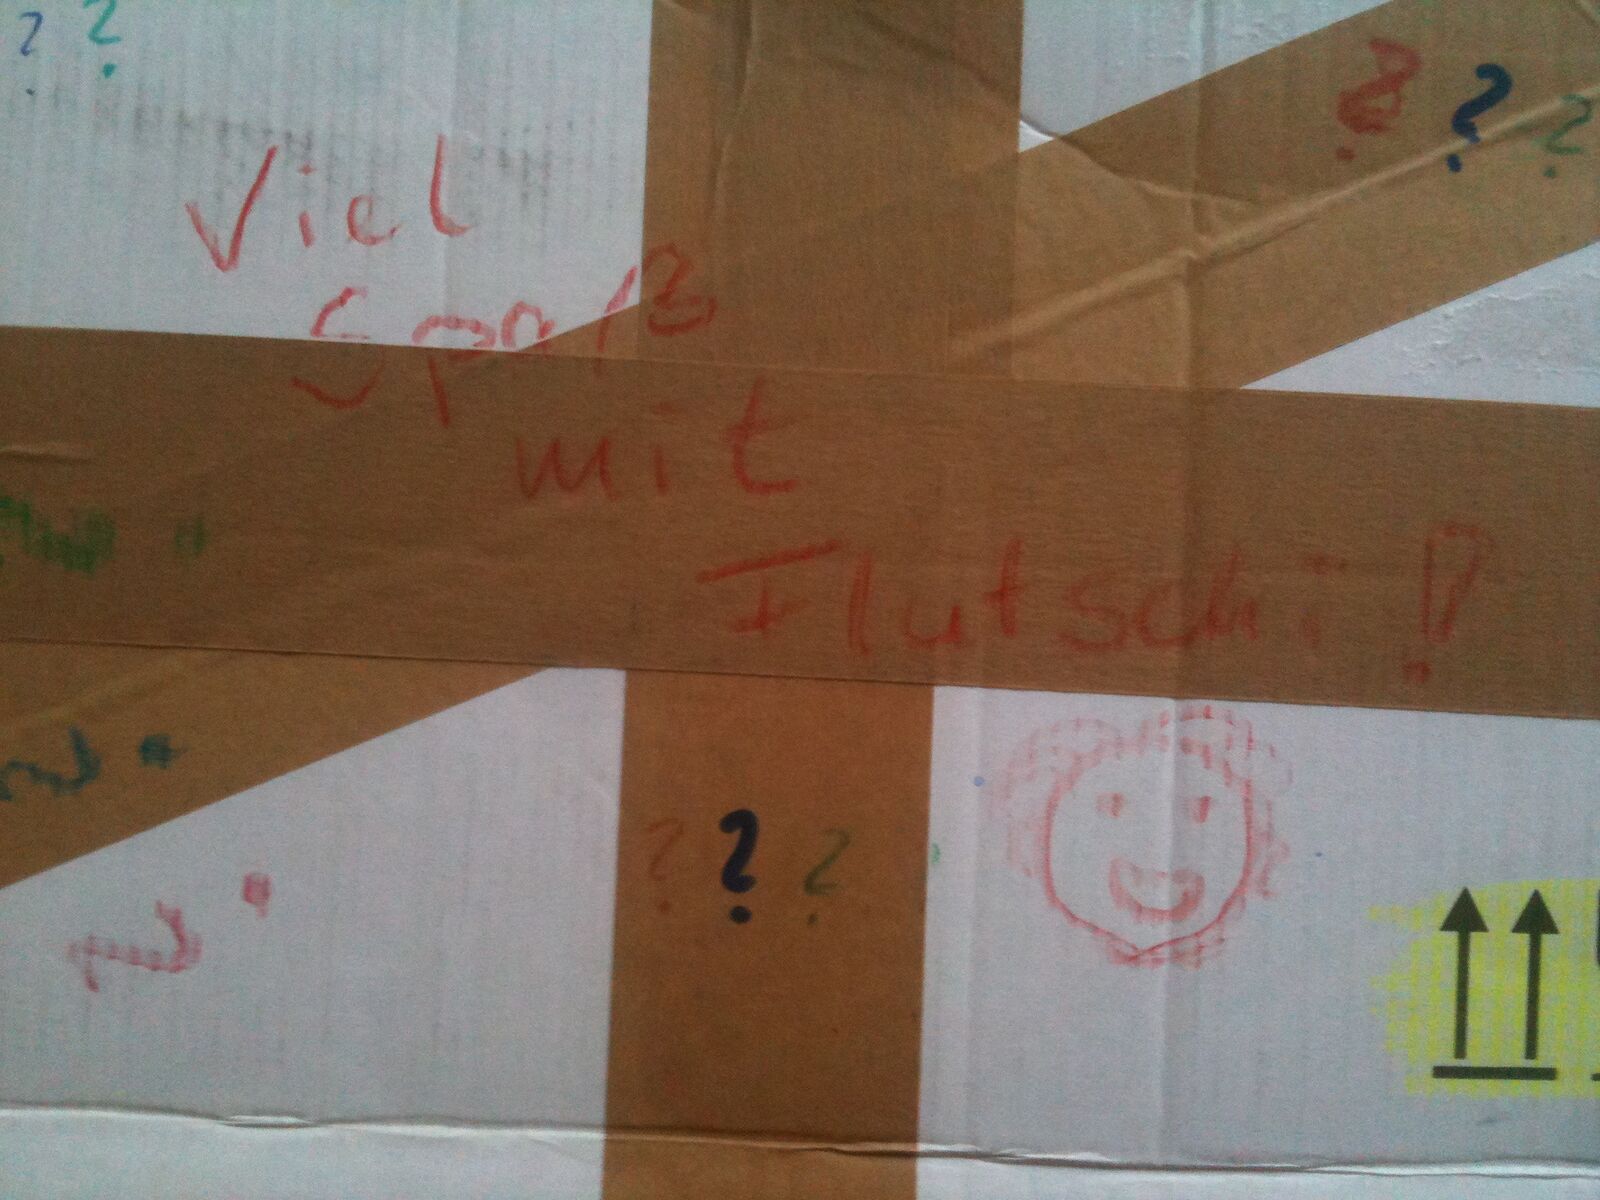 ? ?
? ? ?
Viel
Spaß
mit
Flutschi!
? ? ?
?
?
?